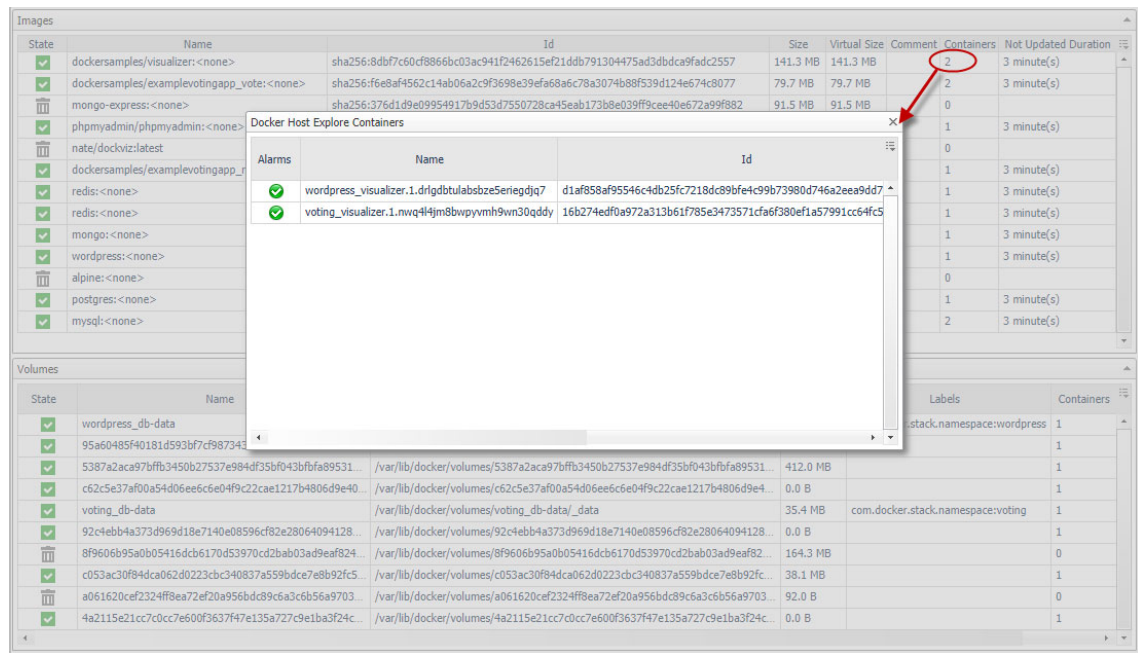 Images
State Name Id Size Virtual Size Comment Containers Not Updated Duration
dockersamples/visualizer:<none> sha256:8dbf7c60cf8866bc03ac941f2462615ef21ddb791304475ad3dbdca9fadc2557 141.3 MB 141.3 MB 2 3 minute(s)
dockersamples/examplevotingapp_vote:<none> sha256:f6e8af4562c14ab06a2c9f3698e39efa68a6c78a3074b88f539d124e674c8077 79.7 MB 79.7 MB 2 3 minute(s)
mongo-express:<none> sha256:376d1d9e09954917b9d53d7550728ca45eab173b8e039ff9cee40e672a99f882 91.5 MB 91.5 MB 0
phpmyadmin/phpmyadmin:<none> 1 3 minute(s)
nate/dockviz:latest 0
dockersamples/examplevotingapp_r 1 3 minute(s)
redis:<none> 1 3 minute(s)
redis:<none> 1 3 minute(s)
mongo:<none> 1 3 minute(s)
wordpress:<none> 1 3 minute(s)
alpine:<none> 0
postgres:<none> 1 3 minute(s)
mysql:<none> 2 3 minute(s)
Docker Host Explore Containers
Alarms Name Id
wordpress_visualizer.1.drlgdbtulabsbze5eriegdjq7 d1af858af95546c4db25fc7218dc89bfe4c99b73980d746a2eea9dd7
voting_visualizer.1.nwq4l4jm8bwpyvmh9wn30qddy 16b274edf0a972a313b61f785e3473571cfa6f380ef1a57991cc64fc5
Volumes
State Name Labels Containers
wordpress_db-data r.stack.namespace:wordpress 1
95a60485f40181d593bf7cf987343 1
5387a2aca97bffb3450b27537e984df35bf043bfbfa89531... /var/lib/docker/volumes/5387a2aca97bffb3450b27537e984df35bf043bfbfa89531... 412.0 MB 1
c62c5e37af00a54d06ee6c6e04f9c22cae1217b4806d9e40... /var/lib/docker/volumes/c62c5e37af00a54d06ee6c6e04f9c22cae1217b4806d9e4... 0.0 B 1
voting_db-data /var/lib/docker/volumes/voting_db-data/_data 35.4 MB com.docker.stack.namespace:voting 1
92c4ebb4a373d969d18e7140e08596cf82e28064094128... /var/lib/docker/volumes/92c4ebb4a373d969d18e7140e08596cf82e28064094128... 0.0 B 1
8f9606b95a0b05416dcb6170d53970cd2bab03ad9eaf824... /var/lib/docker/volumes/8f9606b95a0b05416dcb6170d53970cd2bab03ad9eaf82... 164.3 MB 0
c053ac30f84dca062d0223cbc340837a559bdce7e8b92fc5... /var/lib/docker/volumes/c053ac30f84dca062d0223cbc340837a559bdce7e8b92fc... 38.1 MB 1
a061620cef2324ff8ea72ef20a956bdc89c6a3c6b56a9703... /var/lib/docker/volumes/a061620cef2324ff8ea72ef20a956bdc89c6a3c6b56a9703... 92.0 B 0
4a2115e21cc7c0cc7e600f3637f47e135a727c9e1ba3f24c... /var/lib/docker/volumes/4a2115e21cc7c0cc7e600f3637f47e135a727c9e1ba3f24c... 0.0 B 1